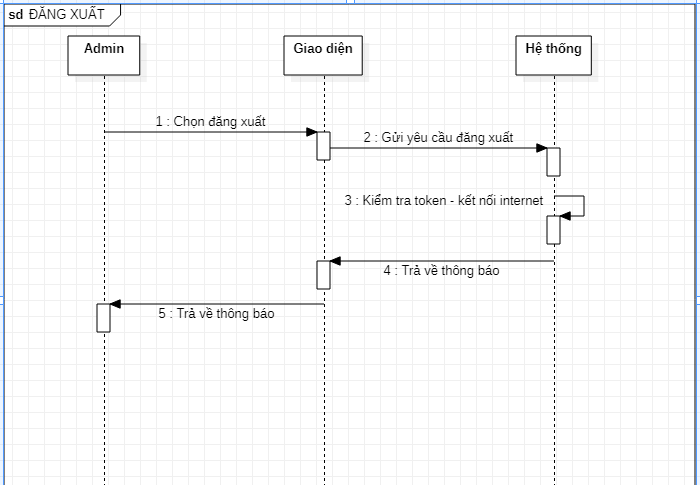 sd ĐĂNG XUẤT
Admin
Giao diện
Hệ thống
1 : Chọn đăng xuất
2 : Gửi yêu cầu đăng xuất
3 : Kiểm tra token - kết nối internet
4 : Trả về thông báo
5 : Trả về thông báo